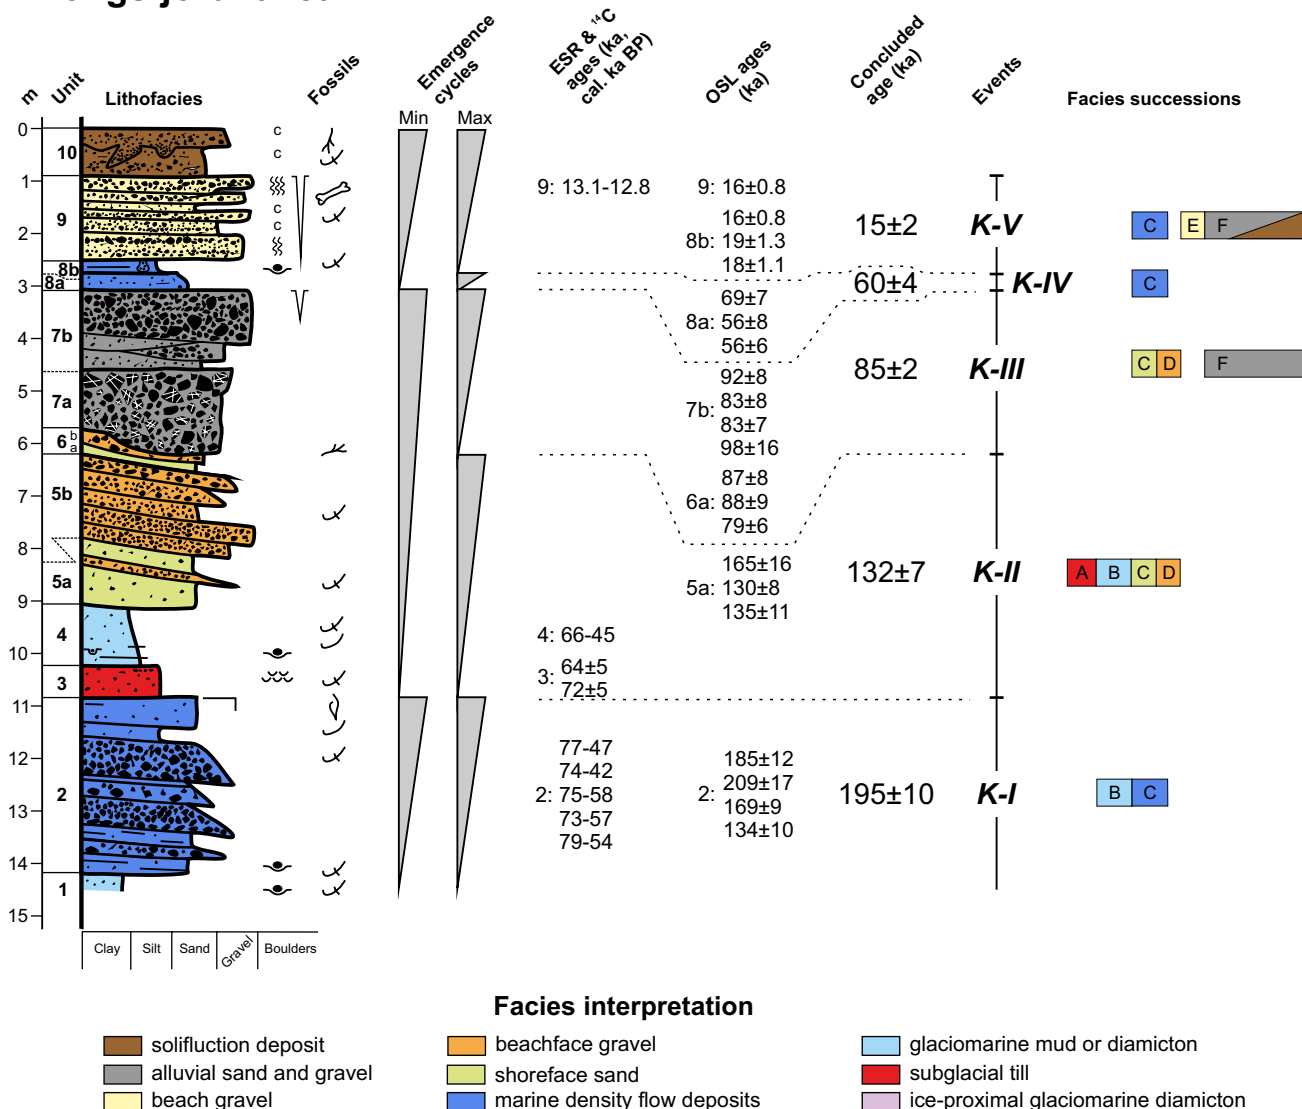 m
Unit
Lithofacies
Fossils
Emergence
cycles
Min
Max
ESR & ¹⁴C
ages (ka,
cal. ka BP)
OSL ages
(ka)
Concluded
age (ka)
Events
Facies successions
0
1
2
3
4
5
6
7
8
9
10
11
12
13
14
15
10
9
8b
8a
7b
7a
6 b
a
5b
5a
4
3
2
1
c
c
c
c
9: 13.1-12.8
4: 66-45
3: 64±5
72±5
77-47
74-42
2: 75-58
73-57
79-54
9: 16±0.8
16±0.8
8b: 19±1.3
18±1.1
69±7
8a: 56±8
56±6
92±8
7b: 83±8
83±7
98±16
87±8
6a: 88±9
79±6
165±16
5a: 130±8
135±11
185±12
2: 209±17
169±9
134±10
15±2
60±4
85±2
132±7
195±10
K-V
K-IV
K-III
K-II
K-I
C E F
C
C D F
A B C D
B C
Clay Silt Sand Gravel Boulders
Facies interpretation
solifluction deposit
alluvial sand and gravel
beach gravel
beachface gravel
shoreface sand
marine density flow deposits
glaciomarine mud or diamicton
subglacial till
ice-proximal glaciomarine diamicton